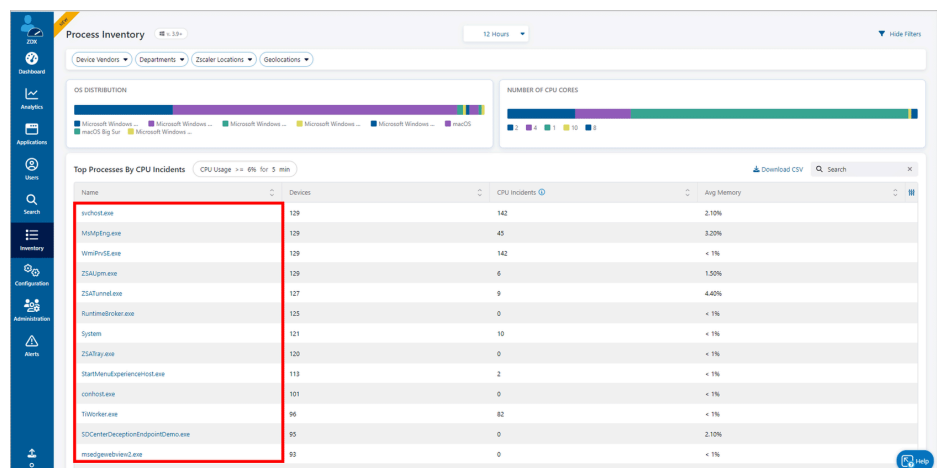 NEW
ZDX
Process Inventory
v. 3.9+
12 Hours
Hide Filters
Dashboard
Device Vendors
Departments
Zscaler Locations
Geolocations
Analytics
OS DISTRIBUTION
NUMBER OF CPU CORES
Microsoft Windows ...
Microsoft Windows ...
Microsoft Windows ...
Microsoft Windows ...
Microsoft Windows ...
macOS
macOS Big Sur
Microsoft Windows ...
2
4
1
10
8
Applications
Users
Top Processes By CPU Incidents
CPU Usage >= 6% for 5 min
Download CSV
Search
Name Devices CPU Incidents Avg Memory
Search
svchost.exe 129 142 2.10%
MsMpEng.exe 129 45 3.20%
Inventory
WmiPrvSE.exe 129 142 < 1%
ZSAUpm.exe 129 6 1.50%
Configuration
ZSATunnel.exe 127 9 4.40%
RuntimeBroker.exe 125 0 < 1%
Administration
System 121 10 < 1%
Alerts
ZSATray.exe 120 0 < 1%
StartMenuExperienceHost.exe 113 2 < 1%
conhost.exe 101 0 < 1%
TiWorker.exe 96 82 < 1%
SDCenterDeceptionEndpointDemo.exe 95 0 2.10%
msedgewebview2.exe 93 0 < 1%
Help